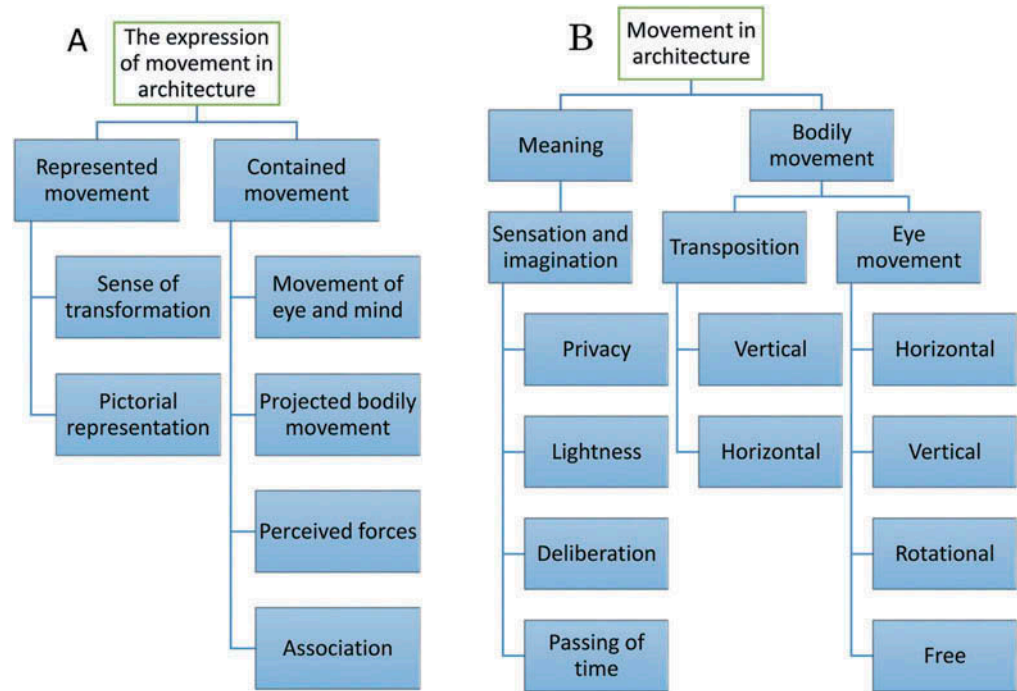 A
The expression
of movement in
architecture
Represented
movement
Contained
movement
Sense of
transformation
Pictorial
representation
Movement of
eye and mind
Projected bodily
movement
Perceived forces
Association
B
Movement in
architecture
Meaning
Bodily
movement
Sensation and
imagination
Transposition
Eye
movement
Privacy
Lightness
Deliberation
Passing of
time
Vertical
Horizontal
Horizontal
Vertical
Rotational
Free